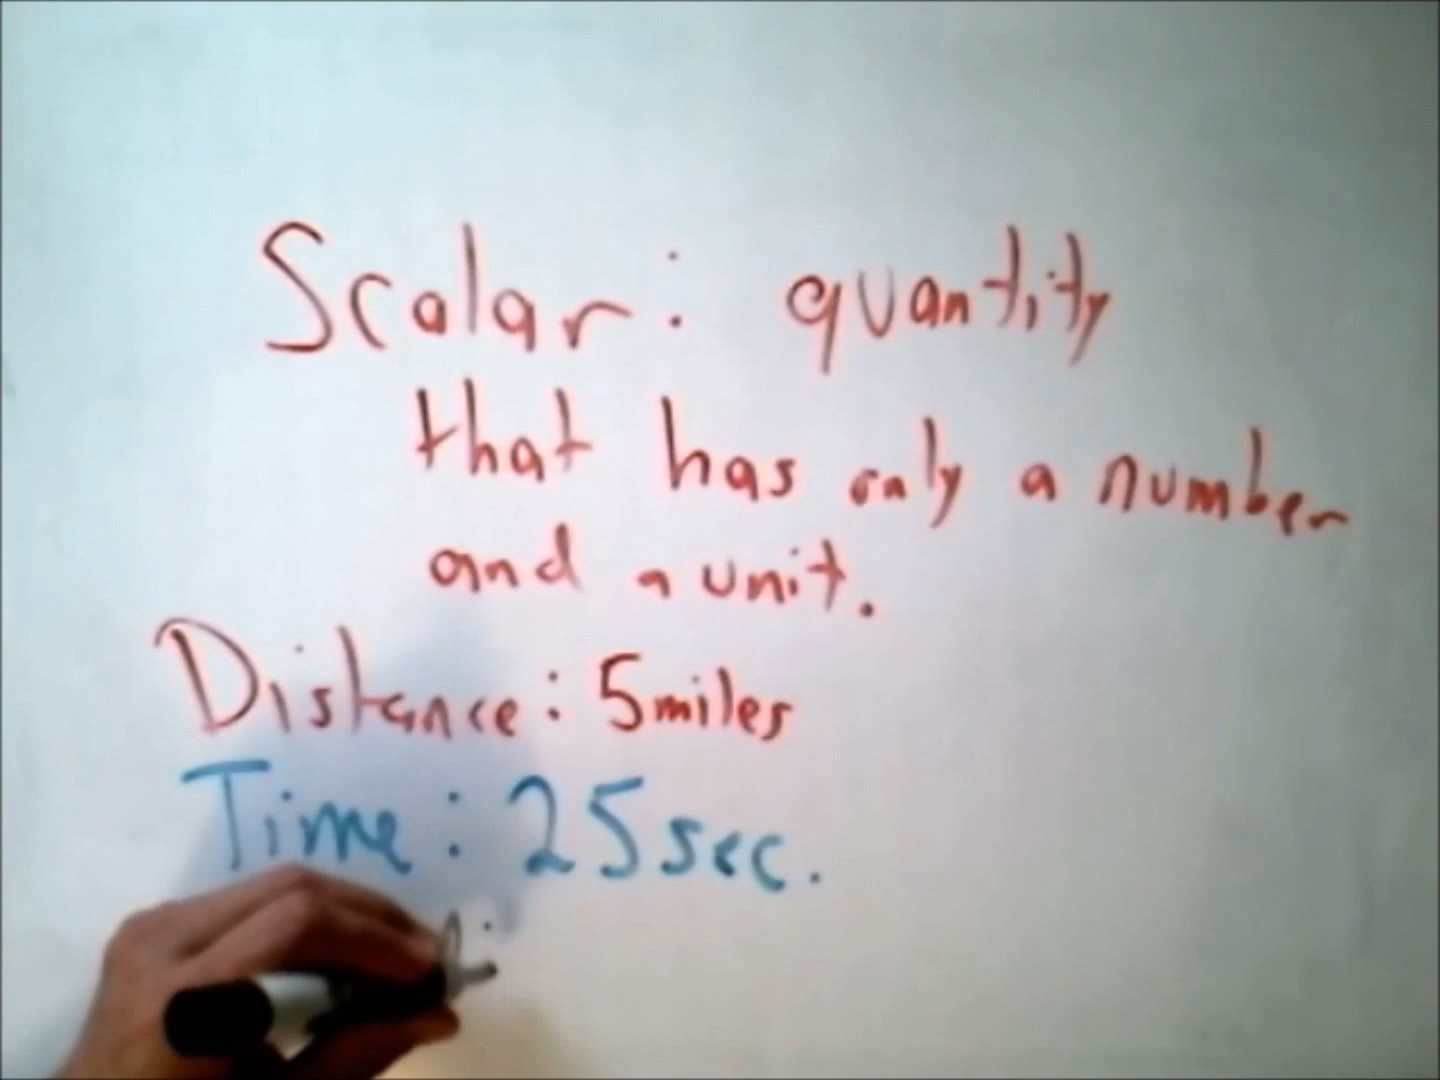 Scalar: quantity
that has only a number
and a unit.
Distance: 5miles
Time: 25sec.